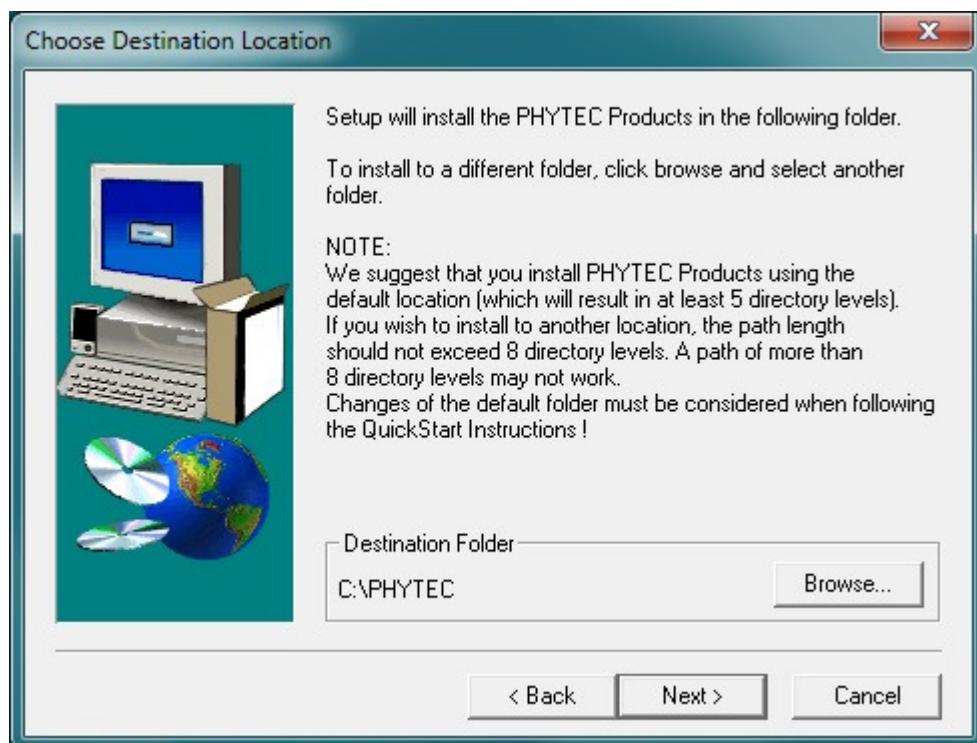 Choose Destination Location
Setup will install the PHYTEC Products in the following folder.
To install to a different folder, click browse and select another
folder.
NOTE:
We suggest that you install PHYTEC Products using the
default location (which will result in at least 5 directory levels).
If you wish to install to another location, the path length
should not exceed 8 directory levels. A path of more than
8 directory levels may not work.
Changes of the default folder must be considered when following
the QuickStart Instructions !
Destination Folder
C:\PHYTEC
Browse...
< Back
Next >
Cancel